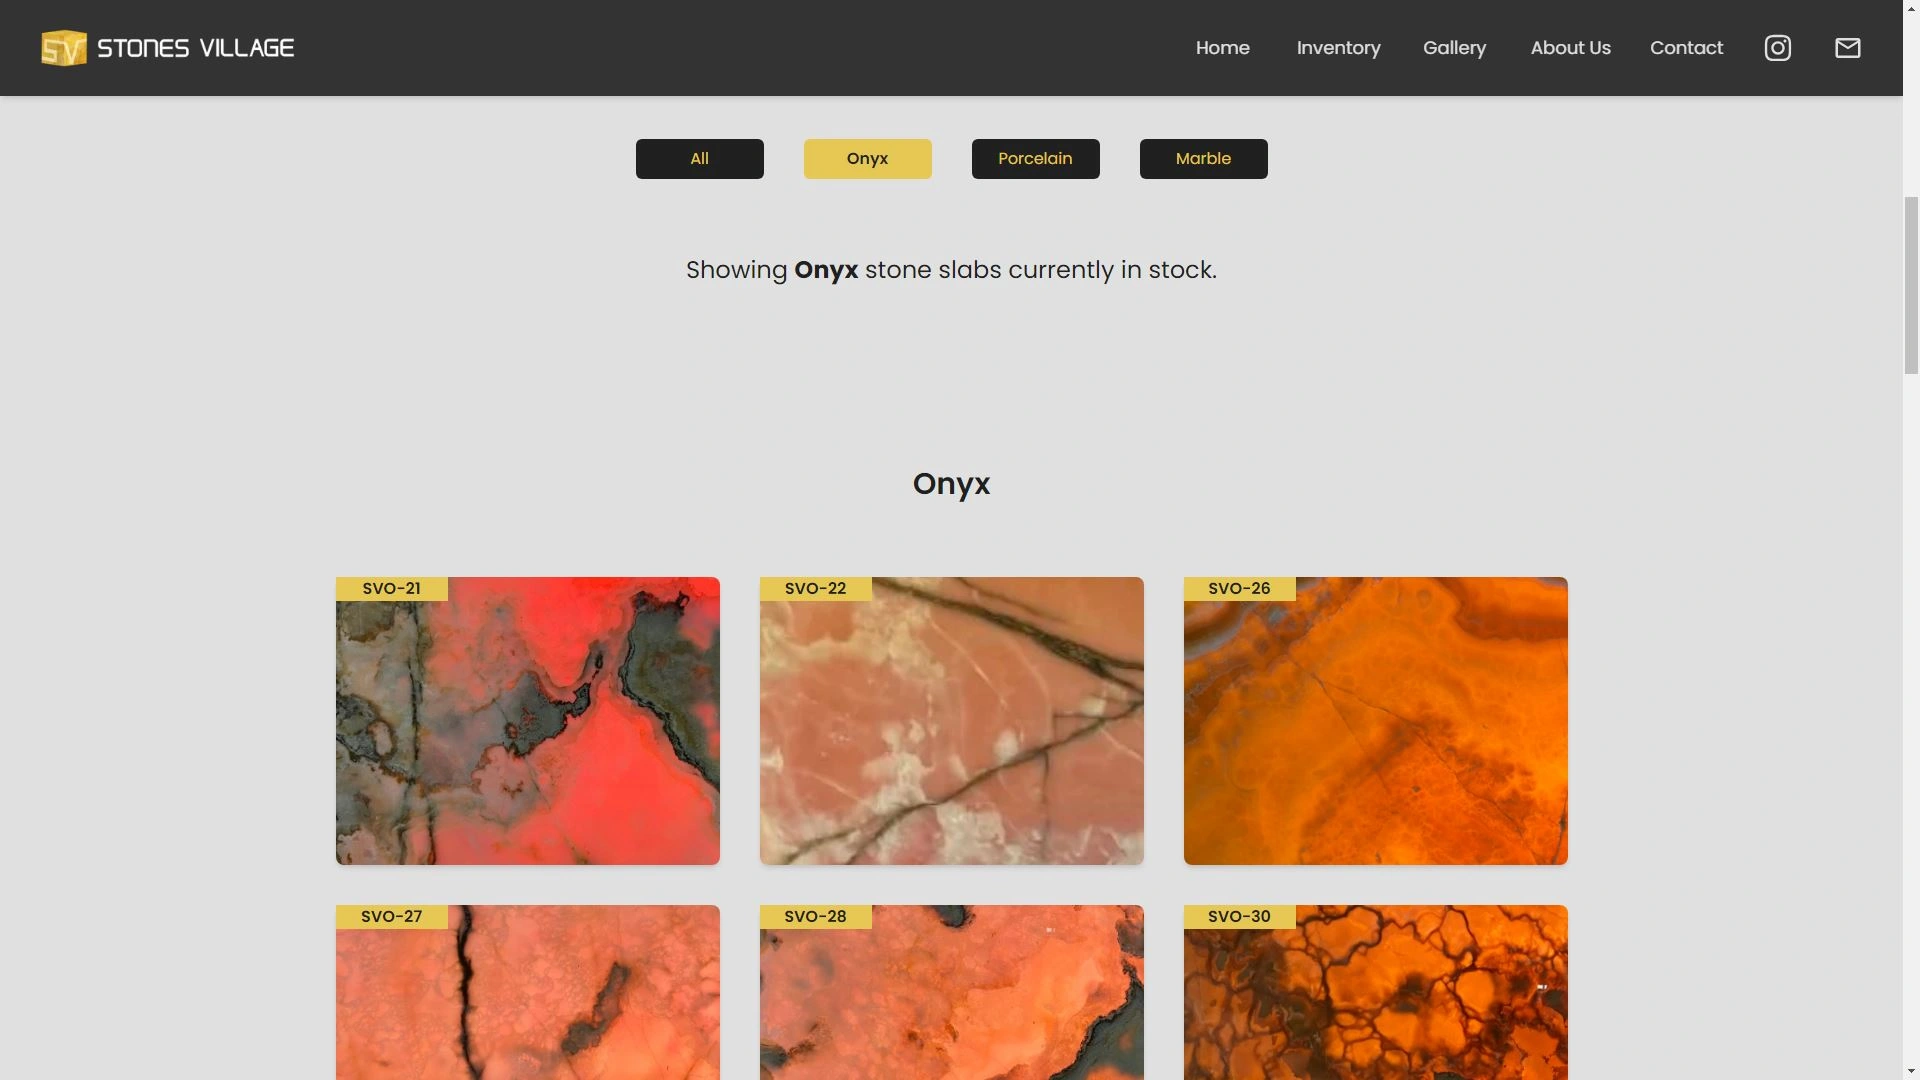 SV STONES VILLAGE
Home Inventory Gallery About Us Contact
All Onyx Porcelain Marble
Showing Onyx stone slabs currently in stock.
Onyx
SVO-21 SVO-22 SVO-26
SVO-27 SVO-28 SVO-30